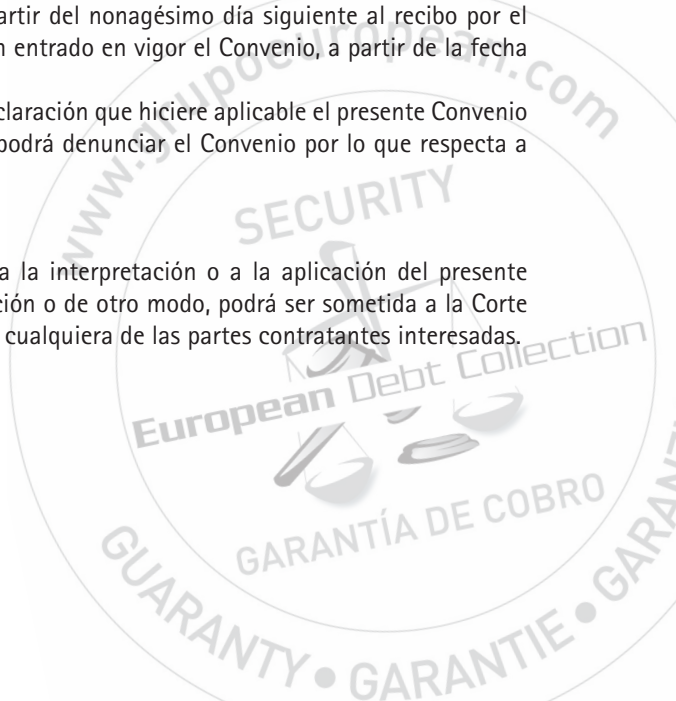 artir del nonagésimo día siguiente al recibo por el
n entrado en vigor el Convenio, a partir de la fecha
claración que hiciere aplicable el presente Convenio
podrá denunciar el Convenio por lo que respecta a
a la interpretación o a la aplicación del presente
ción o de otro modo, podrá ser sometida a la Corte
cualquiera de las partes contratantes interesadas.
www.grupoeuropean.com
SECURITY
European Debt Collection
GARANTÍA DE COBRO
GUARANTY • GARANTIE • GARANT